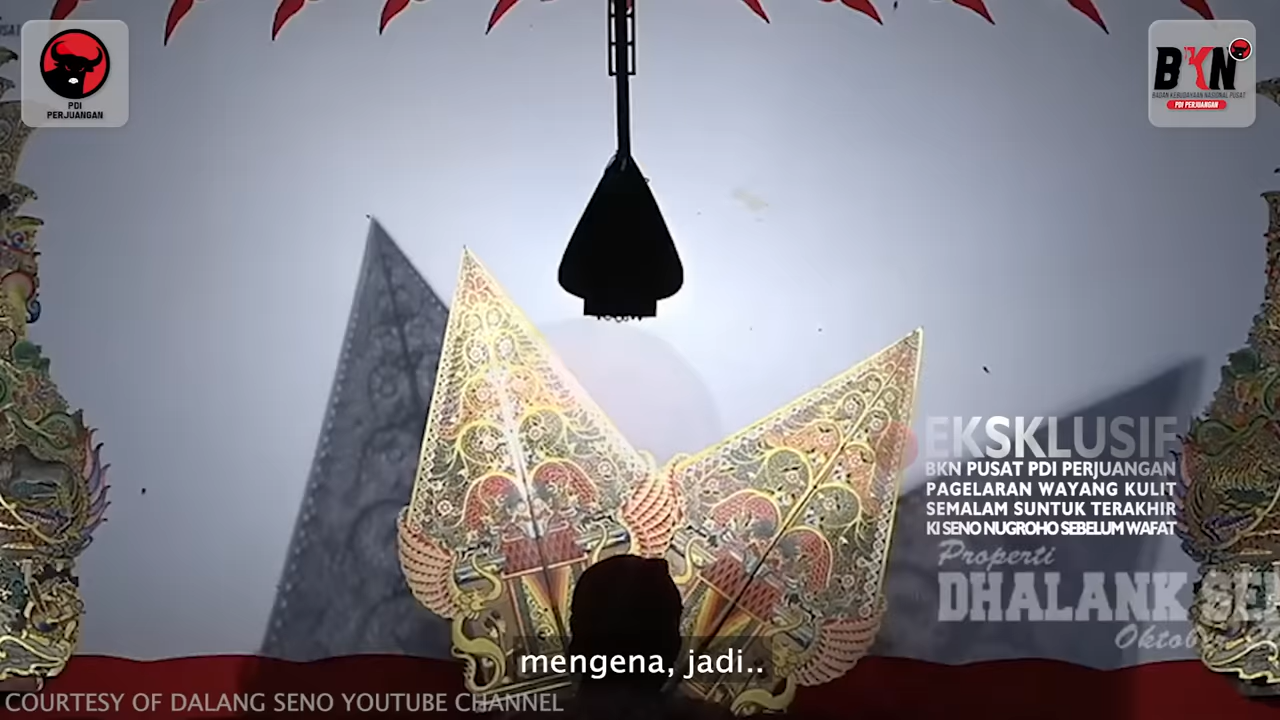 PDI
PERJUANGAN
BKN
BADAN KEBUDAYAAN NASIONAL PUSAT
PDI PERJUANGAN
EKSKLUSIF
BKN PUSAT PDI PERJUANGAN
PAGELARAN WAYANG KULIT
SEMALAM SUNTUK TERAKHIR
KI SENO NUGROHO SEBELUM WAFAT
Properti
DHALANK
mengena, jadi..
COURTESY OF DALANG SENO YOUTUBE CHANNEL